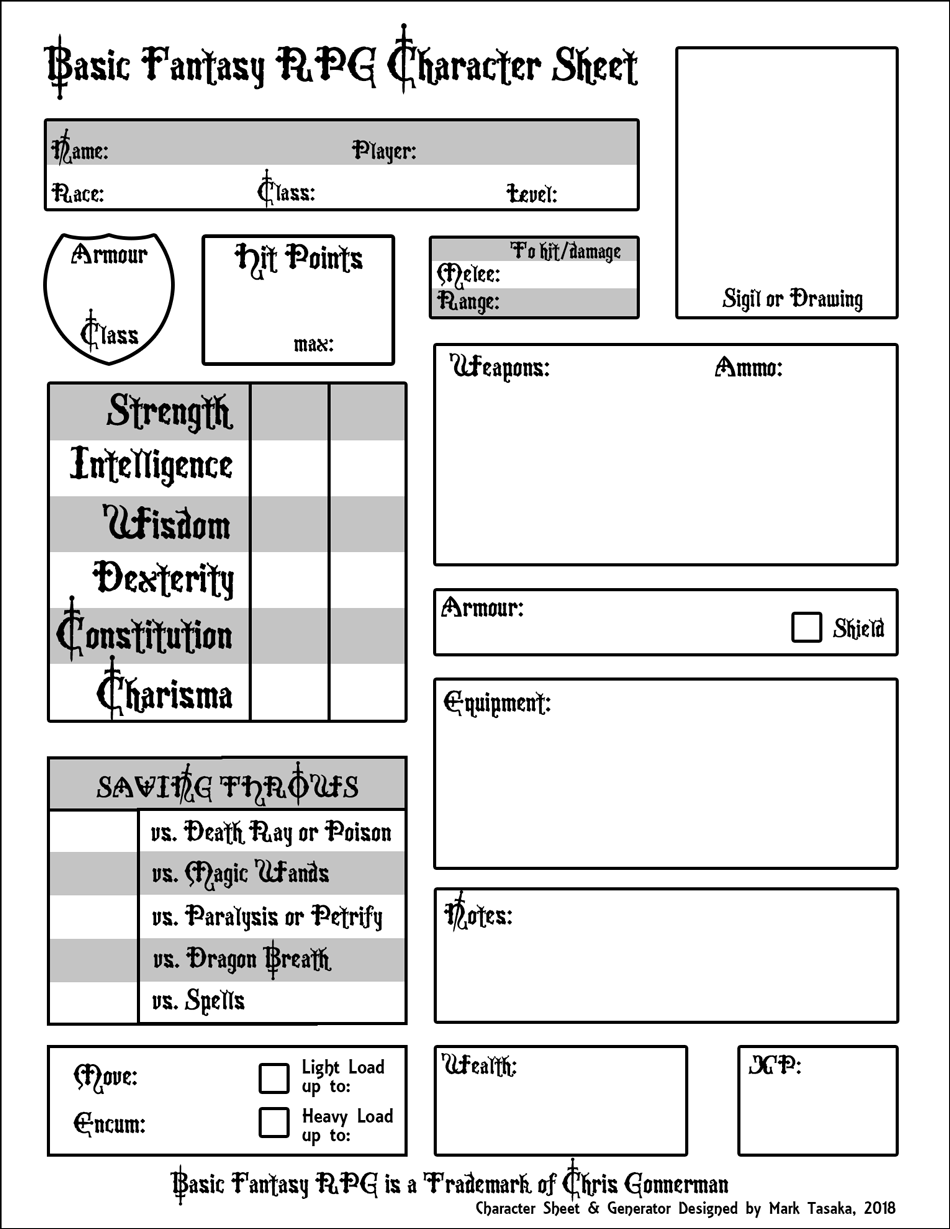 Basic Fantasy RPG Character Sheet
Name: Player:
Race: Class: Level:
Armour
Class
Hit Points
max:
To hit/damage
Melee:
Range:
Sigil or Drawing
Strength
Intelligence
Wisdom
Dexterity
Constitution
Charisma
Weapons: Ammo:
Armour:
Shield
Equipment:
SAVING THROWS
vs. Death Ray or Poison
vs. Magic Wands
vs. Paralysis or Petrify
vs. Dragon Breath
vs. Spells
Notes:
Move:
Encum:
Light Load
up to:
Heavy Load
up to:
Wealth:
XP:
Basic Fantasy RPG is a Trademark of Chris Gonnerman
Character Sheet & Generator Designed by Mark Tasaka, 2018